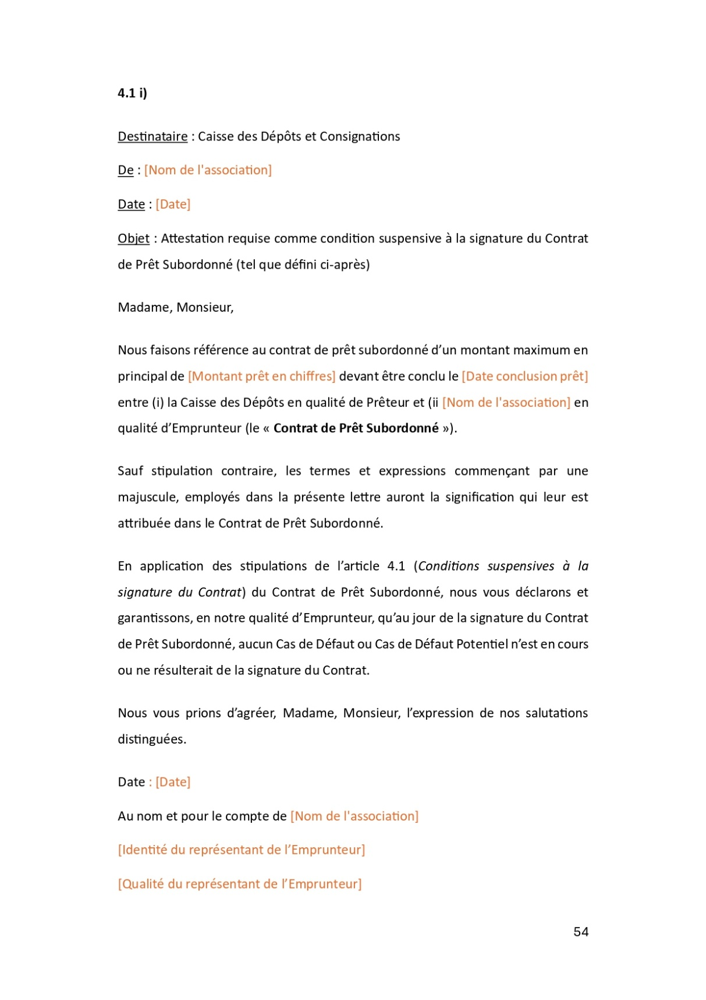 4.1 i)
Destinataire : Caisse des Dépôts et Consignations
De : [Nom de l'association]
Date : [Date]
Objet : Attestation requise comme condition suspensive à la signature du Contrat
de Prêt Subordonné (tel que défini ci-après)
Madame, Monsieur,
Nous faisons référence au contrat de prêt subordonné d’un montant maximum en
principal de [Montant prêt en chiffres] devant être conclu le [Date conclusion prêt]
entre (i) la Caisse des Dépôts en qualité de Prêteur et (ii [Nom de l'association] en
qualité d’Emprunteur (le « Contrat de Prêt Subordonné »).
Sauf stipulation contraire, les termes et expressions commençant par une
majuscule, employés dans la présente lettre auront la signification qui leur est
attribuée dans le Contrat de Prêt Subordonné.
En application des stipulations de l’article 4.1 (Conditions suspensives à la
signature du Contrat) du Contrat de Prêt Subordonné, nous vous déclarons et
garantissons, en notre qualité d’Emprunteur, qu’au jour de la signature du Contrat
de Prêt Subordonné, aucun Cas de Défaut ou Cas de Défaut Potentiel n’est en cours
ou ne résulterait de la signature du Contrat.
Nous vous prions d’agréer, Madame, Monsieur, l’expression de nos salutations
distinguées.
Date : [Date]
Au nom et pour le compte de [Nom de l'association]
[Identité du représentant de l’Emprunteur]
[Qualité du représentant de l’Emprunteur]
54